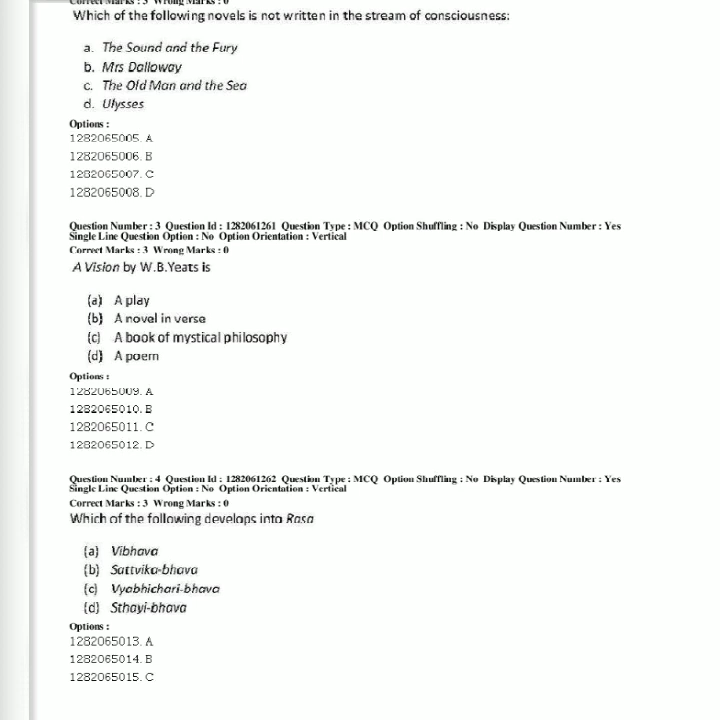 Correct Marks : 3 Wrong Marks : 0
Which of the following novels is not written in the stream of consciousness:
a. The Sound and the Fury
b. Mrs Dalloway
c. The Old Man and the Sea
d. Ulysses
Options :
1282065005. A
1282065006. B
1282065007. C
1282065008. D
Question Number : 3 Question Id : 1282061261 Question Type : MCQ Option Shuffling : No Display Question Number : Yes
Single Line Question Option : No Option Orientation : Vertical
Correct Marks : 3 Wrong Marks : 0
A Vision by W.B.Yeats is
(a) A play
(b) A novel in verse
(c) A book of mystical philosophy
(d) A poem
Options :
1282065009. A
1282065010. B
1282065011. C
1282065012. D
Question Number : 4 Question Id : 1282061262 Question Type : MCQ Option Shuffling : No Display Question Number : Yes
Single Line Question Option : No Option Orientation : Vertical
Correct Marks : 3 Wrong Marks : 0
Which of the following develops into Rasa
(a) Vibhava
(b) Sattvika-bhava
(c) Vyabhichari-bhava
(d) Sthayi-bhava
Options :
1282065013. A
1282065014. B
1282065015. C